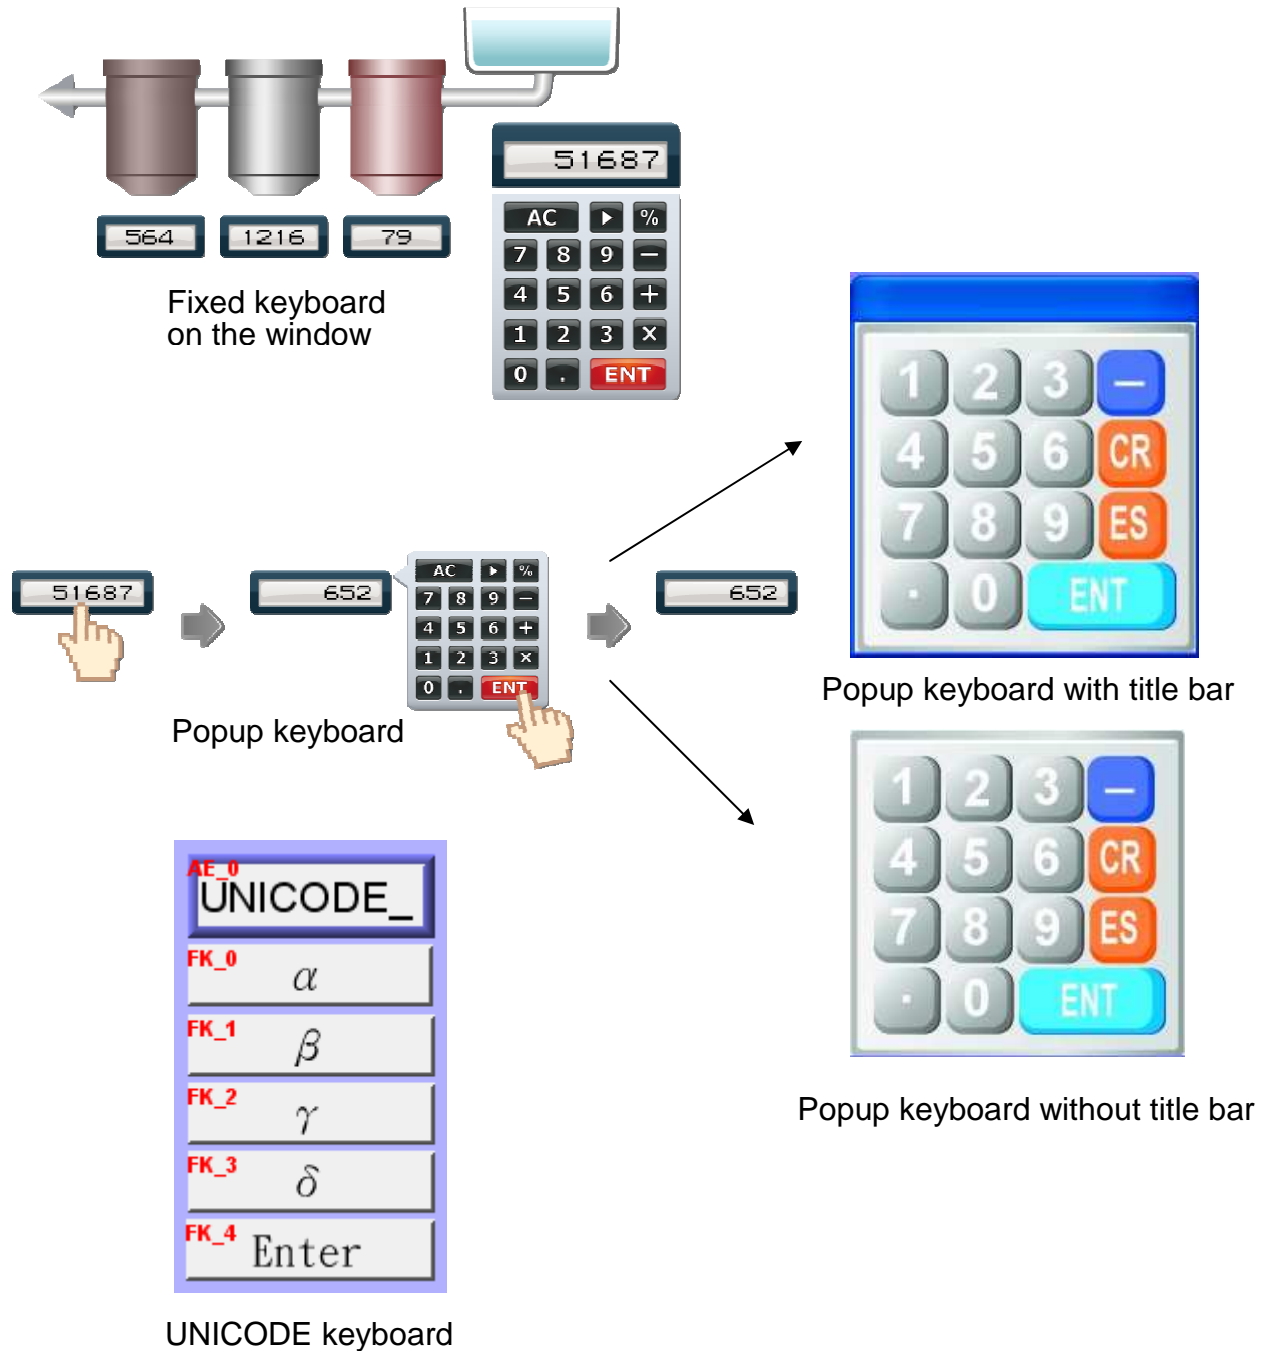 51687
564 1216 79
AC %
7 8 9 −
4 5 6 +
1 2 3 ×
0 . ENT
Fixed keyboard
on the window
51687
652
AC %
7 8 9 −
4 5 6 +
1 2 3 ×
0 . ENT
652
Popup keyboard
1 2 3 −
4 5 6 CR
7 8 9 ES
. 0 ENT
Popup keyboard with title bar
1 2 3 −
4 5 6 CR
7 8 9 ES
. 0 ENT
Popup keyboard without title bar
AE_0
UNICODE_
FK_0 α
FK_1 β
FK_2 γ
FK_3 δ
FK_4 Enter
UNICODE keyboard